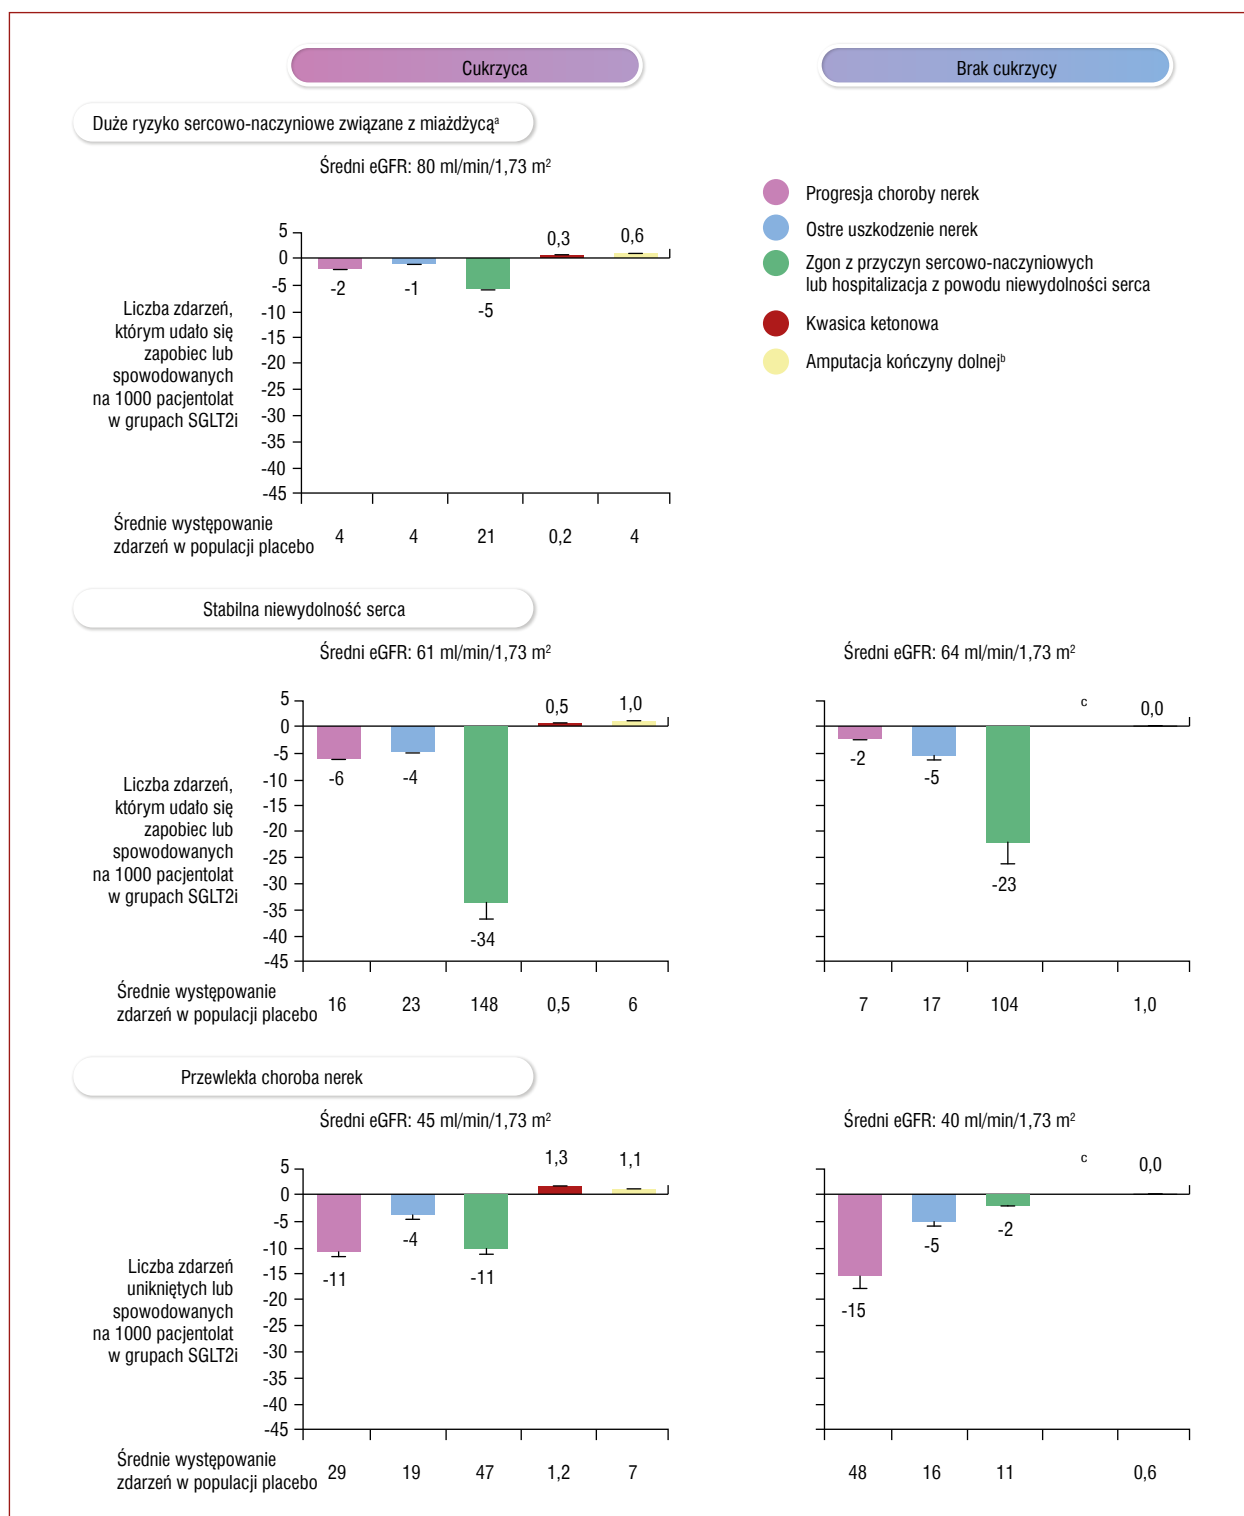 Cukrzyca
Brak cukrzycy
Duże ryzyko sercowo-naczyniowe związane z miażdżycąᵃ
Średni eGFR: 80 ml/min/1,73 m²
Progresja choroby nerek
Ostre uszkodzenie nerek
Zgon z przyczyn sercowo-naczyniowych
lub hospitalizacja z powodu niewydolności serca
Kwasica ketonowa
Amputacja kończyny dolnejᵇ
Liczba zdarzeń,
którym udało się
zapobiec lub
spowodowanych
na 1000 pacjentolat
w grupach SGLT2i
5
0
-5
-10
-15
-20
-25
-30
-35
-40
-45
-2
-1
-5
0,3
0,6
Średnie występowanie
zdarzeń w populacji placebo
4 4 21 0,2 4
Stabilna niewydolność serca
Średni eGFR: 61 ml/min/1,73 m²
Liczba zdarzeń,
którym udało się
zapobiec lub
spowodowanych
na 1000 pacjentolat
w grupach SGLT2i
5
0
-5
-10
-15
-20
-25
-30
-35
-40
-45
-6
-4
-34
0,5
1,0
Średni eGFR: 64 ml/min/1,73 m²
-2
-5
-23
c
0,0
Średnie występowanie
zdarzeń w populacji placebo
16 23 148 0,5 6
7 17 104 1,0
Przewlekła choroba nerek
Średni eGFR: 45 ml/min/1,73 m²
Liczba zdarzeń
unikniętych lub
spowodowanych
na 1000 pacjentolat
w grupach SGLT2i
5
0
-5
-10
-15
-20
-25
-30
-35
-40
-45
-11
-4
-11
1,3
1,1
Średni eGFR: 40 ml/min/1,73 m²
-15
-5
-2
c
0,0
Średnie występowanie
zdarzeń w populacji placebo
29 19 47 1,2 7
48 16 11 0,6